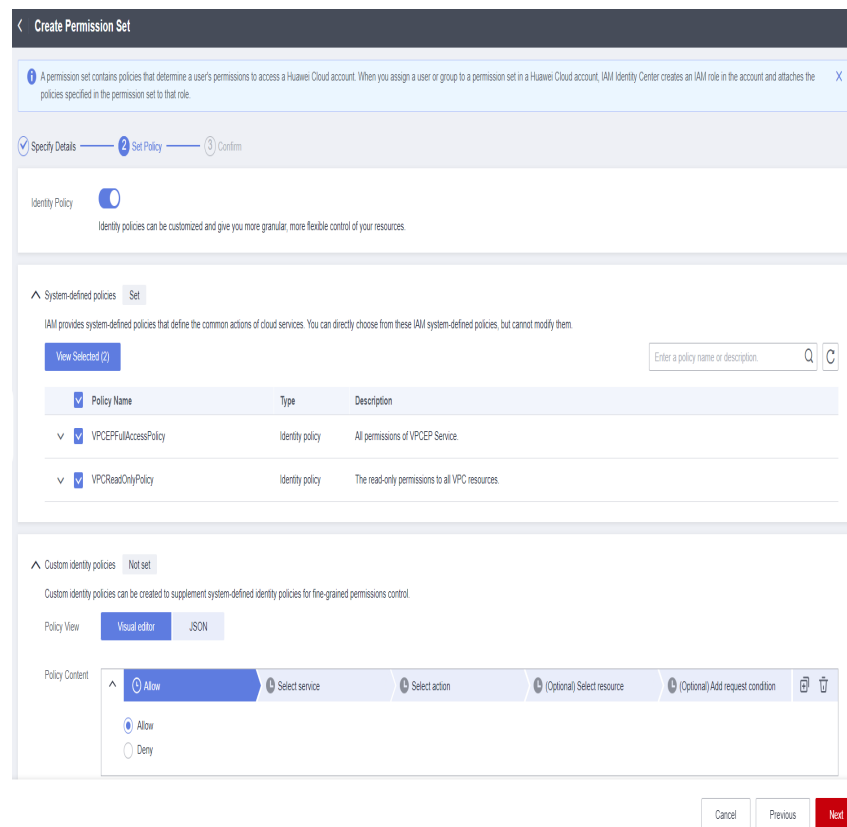 Create Permission Set
A permission set contains policies that determine a user's permissions to access a Huawei Cloud account. When you assign a user or group to a permission set in a Huawei Cloud account, IAM Identity Center creates an IAM role in the account and attaches the
policies specified in the permission set to that role.
Specify Details
2 Set Policy
3 Confirm
Identity Policy
Identity policies can be customized and give you more granular, more flexible control of your resources.
System-defined policies Set
IAM provides system-defined policies that define the common actions of cloud services. You can directly choose from these IAM system-defined policies, but cannot modify them.
View Selected (2)
Enter a policy name or description.
Policy Name Type Description
VPCEPFullAccessPolicy Identity policy All permissions of VPCEP Service.
VPCReadOnlyPolicy Identity policy The read-only permissions to all VPC resources.
Custom identity policies Not set
Custom identity policies can be created to supplement system-defined identity policies for fine-grained permissions control.
Policy View Visual editor JSON
Policy Content Allow Select service Select action (Optional) Select resource (Optional) Add request condition
Allow
Deny
Cancel Previous Next